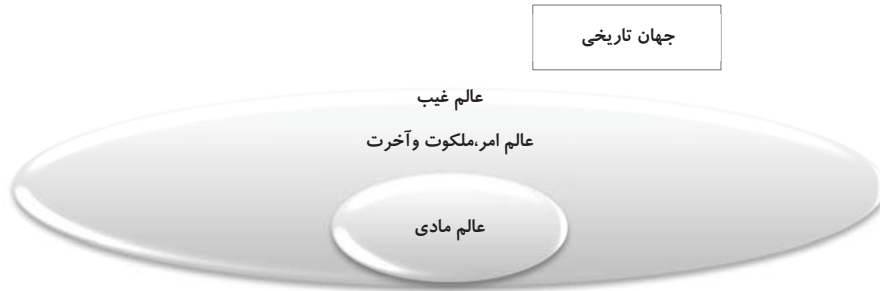 جهان تاریخی
عالم غیب
عالم امر،ملکوت وآخرت
عالم مادی